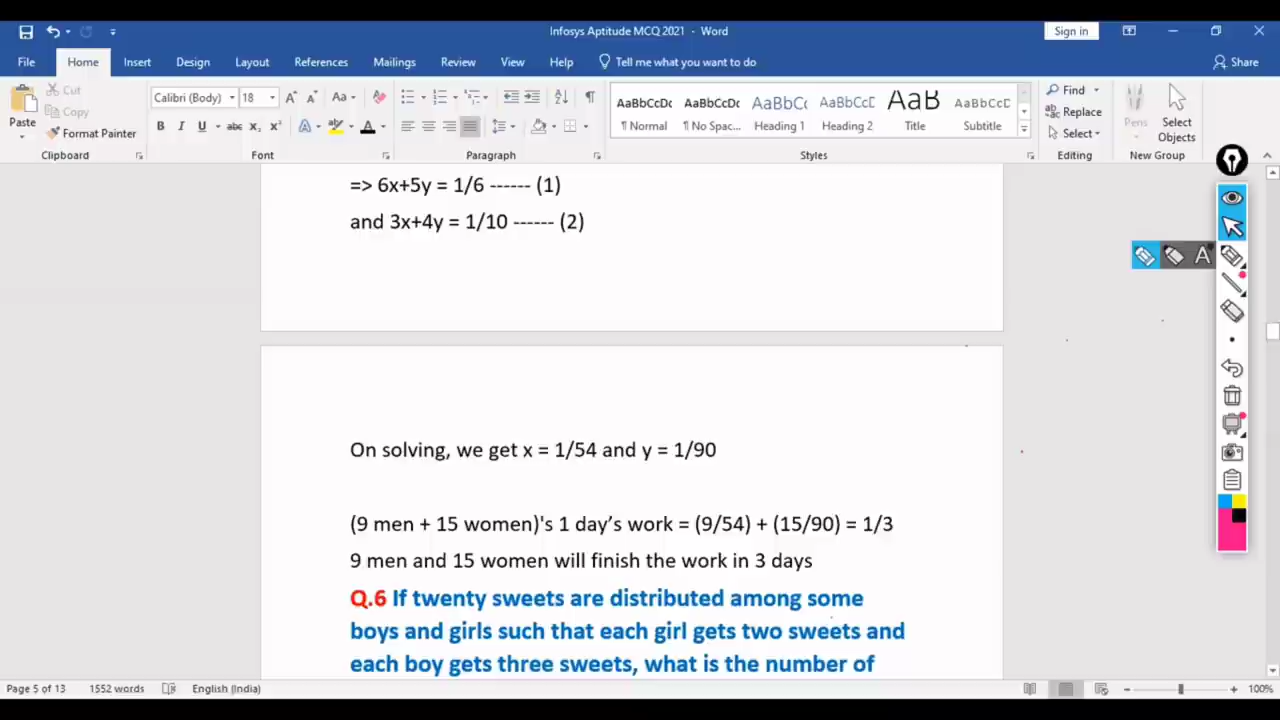 Infosys Aptitude MCQ 2021 - Word
Sign in
File Home Insert Design Layout References Mailings Review View Help Tell me what you want to do Share
Paste
Cut
Copy
Format Painter
Clipboard
Calibri (Body) 18
Font
Paragraph
AaBbCcDc AaBbCcDc AaBbCc AaBbCcD AaB AaBbCcD
¶ Normal ¶ No Spac... Heading 1 Heading 2 Title Subtitle
Styles
Find
Replace
Select
Editing
Pens
Select Objects
New Group
=> 6x+5y = 1/6 ------ (1)
and 3x+4y = 1/10 ------ (2)
On solving, we get x = 1/54 and y = 1/90
(9 men + 15 women)'s 1 day’s work = (9/54) + (15/90) = 1/3
9 men and 15 women will finish the work in 3 days
Q.6 If twenty sweets are distributed among some
boys and girls such that each girl gets two sweets and
each boy gets three sweets, what is the number of
Page 5 of 13 1552 words English (India) 100%